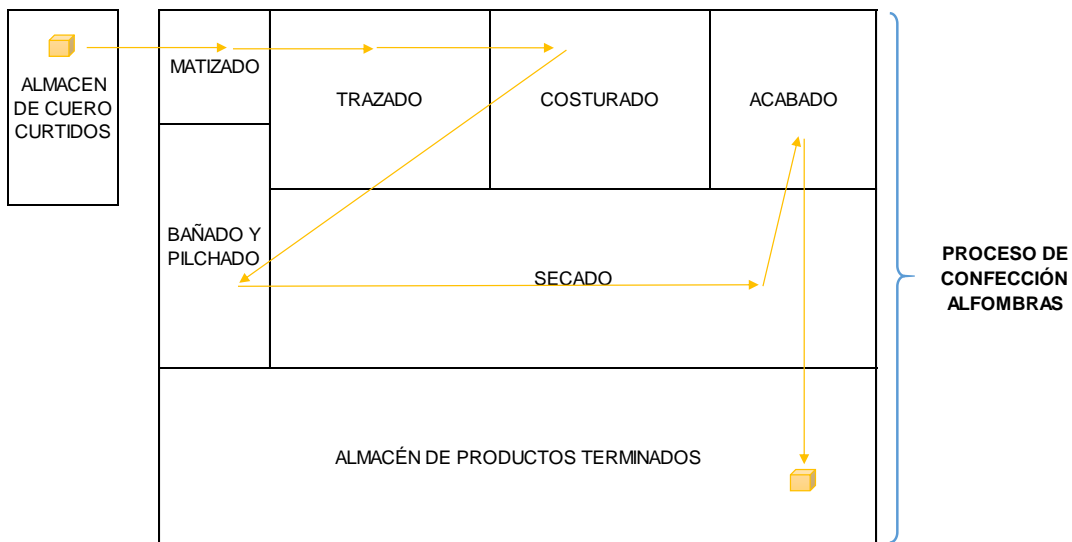 ALMACEN
DE CUERO
CURTIDOS
MATIZADO
TRAZADO
COSTURADO
ACABADO
BAÑADO Y
PILCHADO
SECADO
PROCESO DE
CONFECCIÓN
ALFOMBRAS
ALMACÉN DE PRODUCTOS TERMINADOS